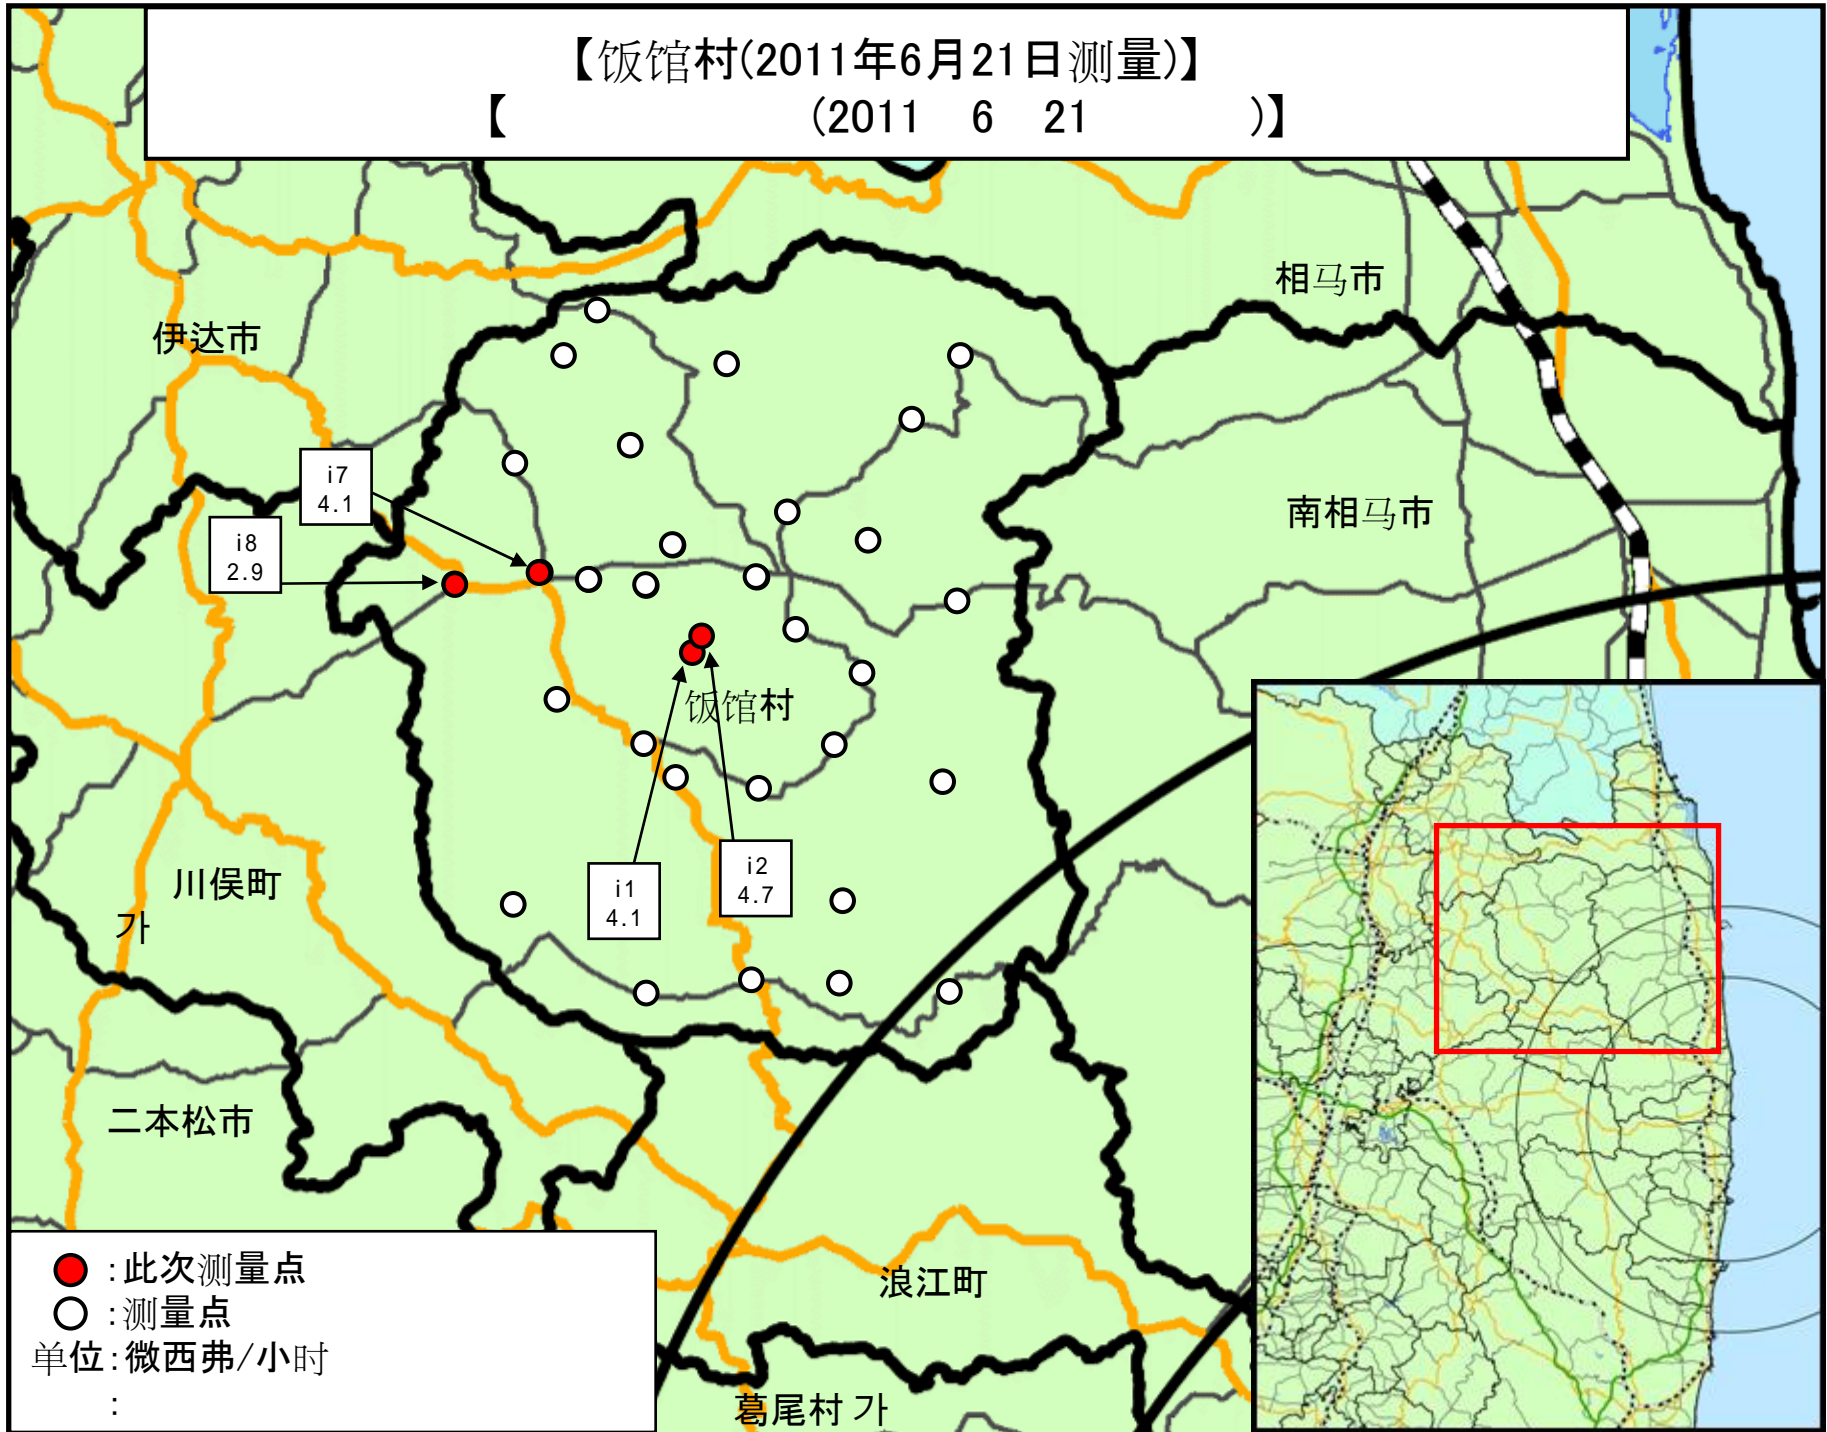 【饭馆村(2011年6月21日测量)】
【 (2011 6 21 )】
相马市
伊达市
i7
4.1
南相马市
i8
2.9
饭馆村
i2
4.7
i1
4.1
川俣町
가
二本松市
浪江町
葛尾村 가
:此次测量点
:测量点
单位:微西弗/小时
: